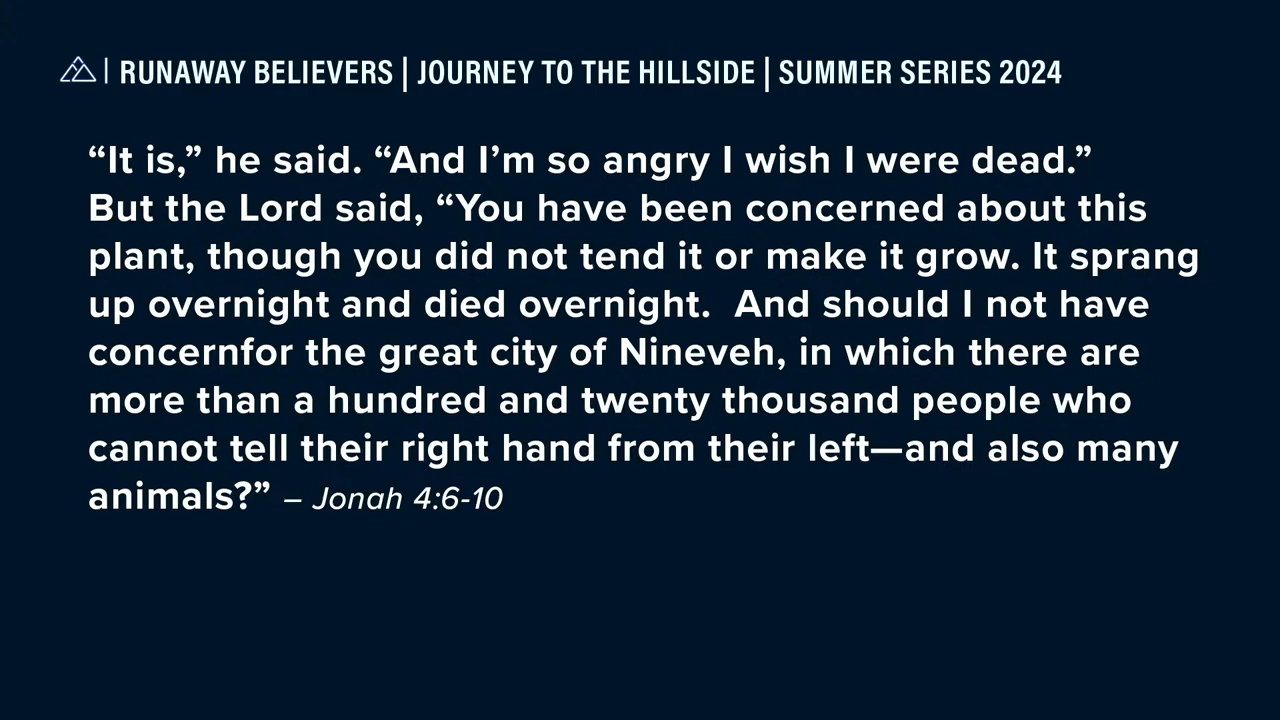 | RUNAWAY BELIEVERS | JOURNEY TO THE HILLSIDE | SUMMER SERIES 2024
“It is,” he said. “And I’m so angry I wish I were dead.”
But the Lord said, “You have been concerned about this
plant, though you did not tend it or make it grow. It sprang
up overnight and died overnight.  And should I not have
concernfor the great city of Nineveh, in which there are
more than a hundred and twenty thousand people who
cannot tell their right hand from their left—and also many
animals?” – Jonah 4:6-10